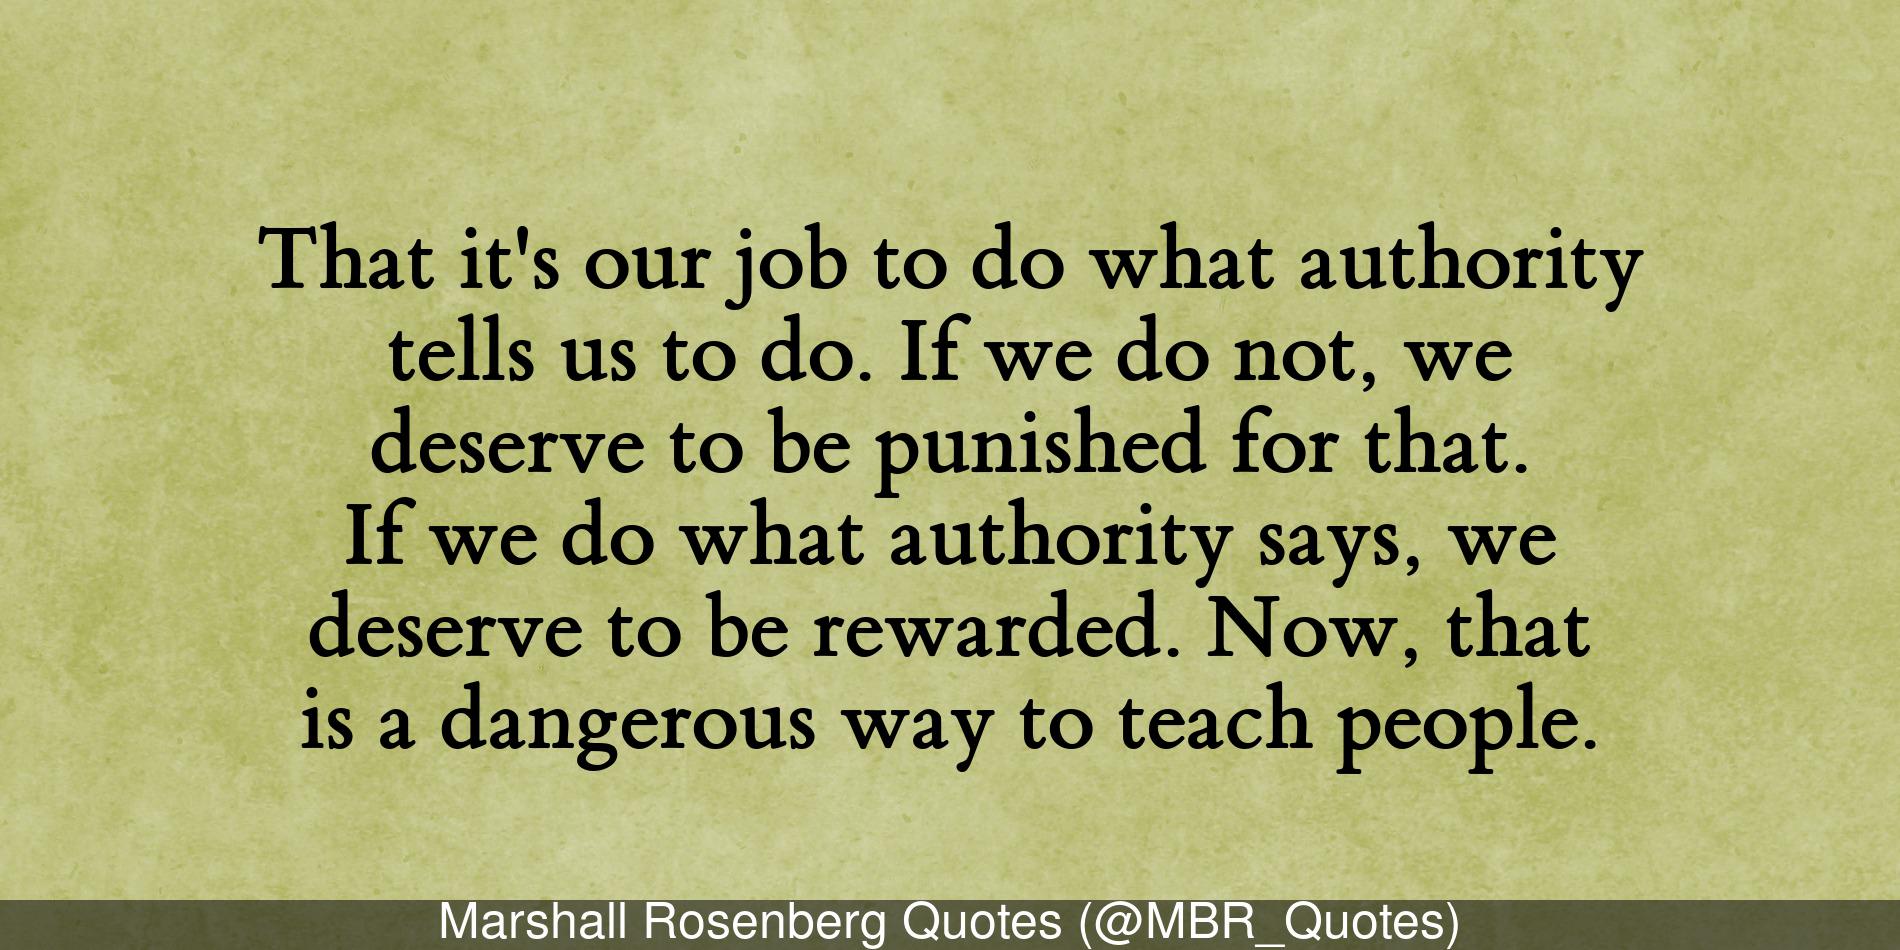 That it's our job to do what authority
tells us to do. If we do not, we
deserve to be punished for that.
If we do what authority says, we
deserve to be rewarded. Now, that
is a dangerous way to teach people.
Marshall Rosenberg Quotes (@MBR_Quotes)